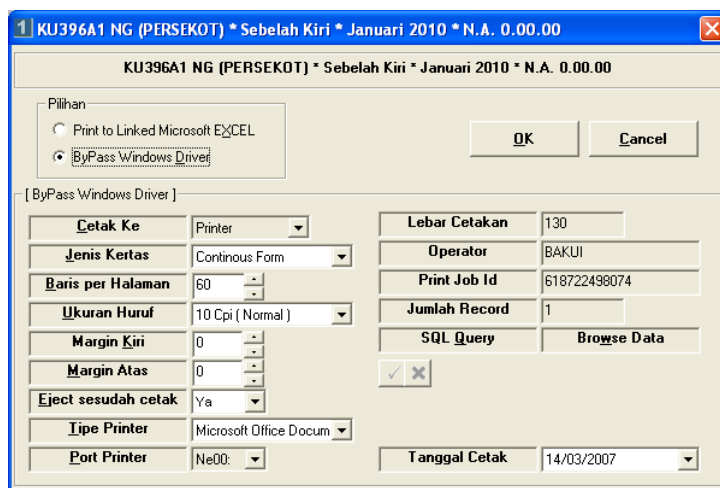 1 KU396A1 NG (PERSEKOT) * Sebelah Kiri * Januari 2010 * N.A. 0.00.00
KU396A1 NG (PERSEKOT) * Sebelah Kiri * Januari 2010 * N.A. 0.00.00
Pilihan
Print to Linked Microsoft EXCEL
ByPass Windows Driver
OK
Cancel
[ ByPass Windows Driver ]
Cetak Ke Printer
Jenis Kertas Continous Form
Baris per Halaman 60
Ukuran Huruf 10 Cpi ( Normal )
Margin Kiri 0
Margin Atas 0
Eject sesudah cetak Ya
Tipe Printer Microsoft Office Docum
Port Printer Ne00:
Lebar Cetakan 130
Operator BAKUI
Print Job Id 618722498074
Jumlah Record 1
SQL Query Browse Data
Tanggal Cetak 14/03/2007